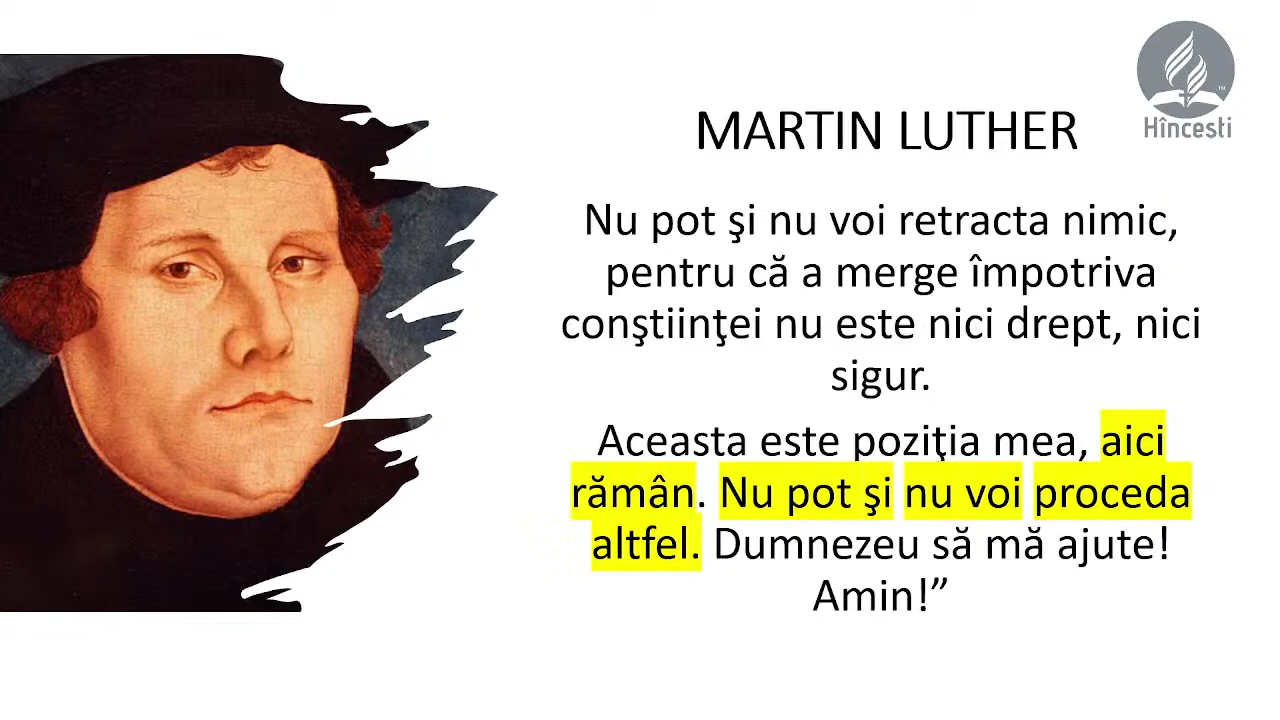 Hîncești
MARTIN LUTHER
Nu pot şi nu voi retracta nimic,
pentru că a merge împotriva
conştiinţei nu este nici drept, nici
sigur.
Aceasta este poziţia mea, aici
rămân. Nu pot şi nu voi proceda
altfel. Dumnezeu să mă ajute!
Amin!”